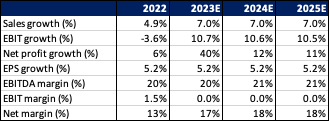 2022 2023E 2024E 2025E
Sales growth (%) 4.9% 7.0% 7.0% 7.0%
EBIT growth (%) -3.6% 10.7% 10.6% 10.5%
Net profit growth (%) 6% 40% 12% 11%
EPS growth (%) 5.2% 5.2% 5.2% 5.2%
EBITDA margin (%) 20% 20% 21% 21%
EBIT margin (%) 1.5% 0.0% 0.0% 0.0%
Net margin (%) 13% 17% 18% 18%